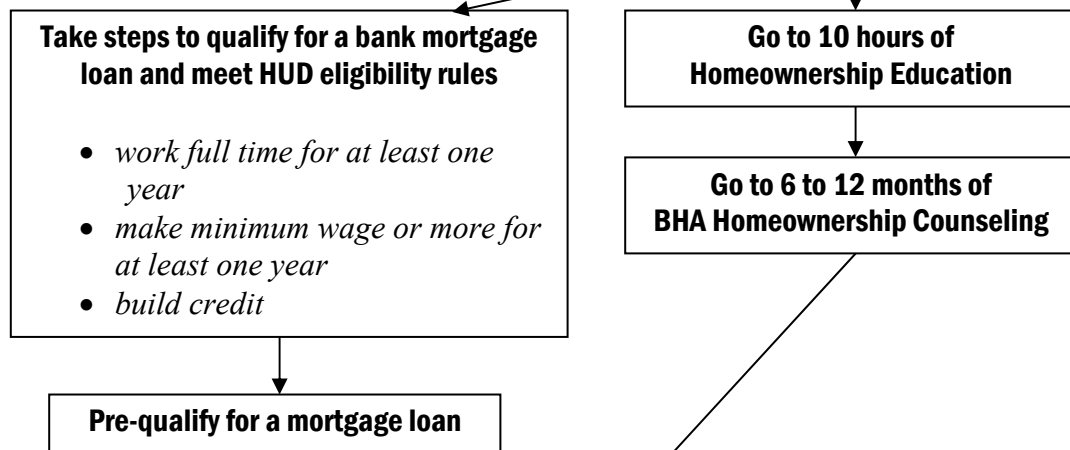 Take steps to qualify for a bank mortgage
loan and meet HUD eligibility rules
• work full time for at least one
year
• make minimum wage or more for
at least one year
• build credit
Pre-qualify for a mortgage loan
Go to 10 hours of
Homeownership Education
Go to 6 to 12 months of
BHA Homeownership Counseling